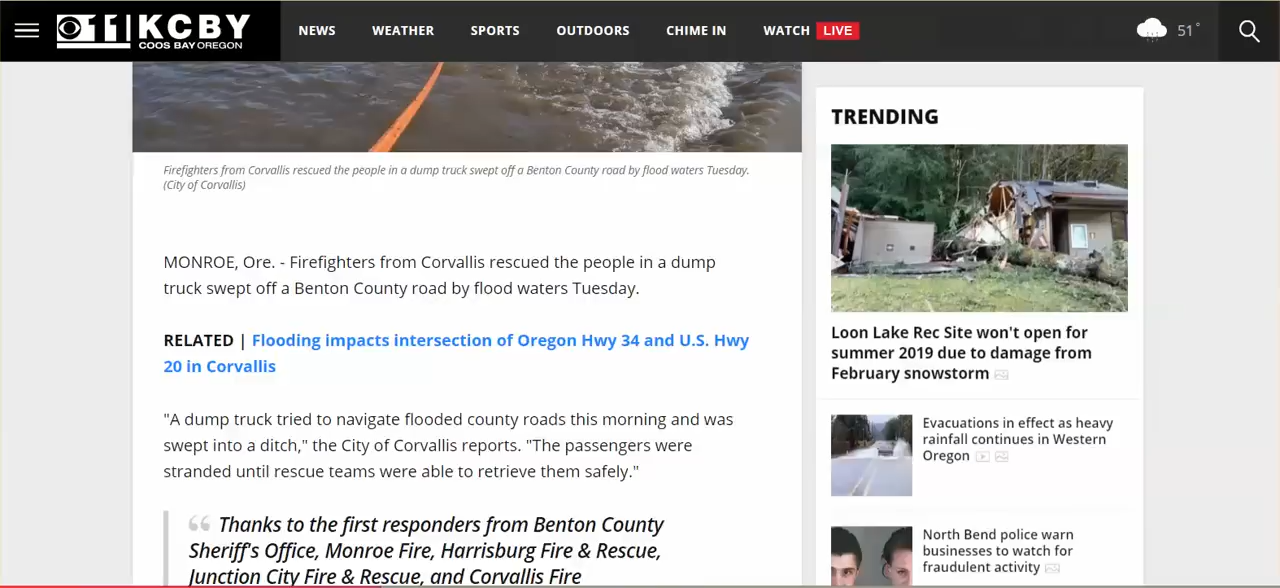 11 KCBY
COOS BAY OREGON
NEWS
WEATHER
SPORTS
OUTDOORS
CHIME IN
WATCH LIVE
51°
Firefighters from Corvallis rescued the people in a dump truck swept off a Benton County road by flood waters Tuesday.
(City of Corvallis)
MONROE, Ore. - Firefighters from Corvallis rescued the people in a dump
truck swept off a Benton County road by flood waters Tuesday.
RELATED | Flooding impacts intersection of Oregon Hwy 34 and U.S. Hwy
20 in Corvallis
"A dump truck tried to navigate flooded county roads this morning and was
swept into a ditch," the City of Corvallis reports. "The passengers were
stranded until rescue teams were able to retrieve them safely."
“ Thanks to the first responders from Benton County
Sheriff's Office, Monroe Fire, Harrisburg Fire & Rescue,
Junction City Fire & Rescue, and Corvallis Fire
TRENDING
Loon Lake Rec Site won't open for
summer 2019 due to damage from
February snowstorm
Evacuations in effect as heavy
rainfall continues in Western
Oregon
North Bend police warn
businesses to watch for
fraudulent activity